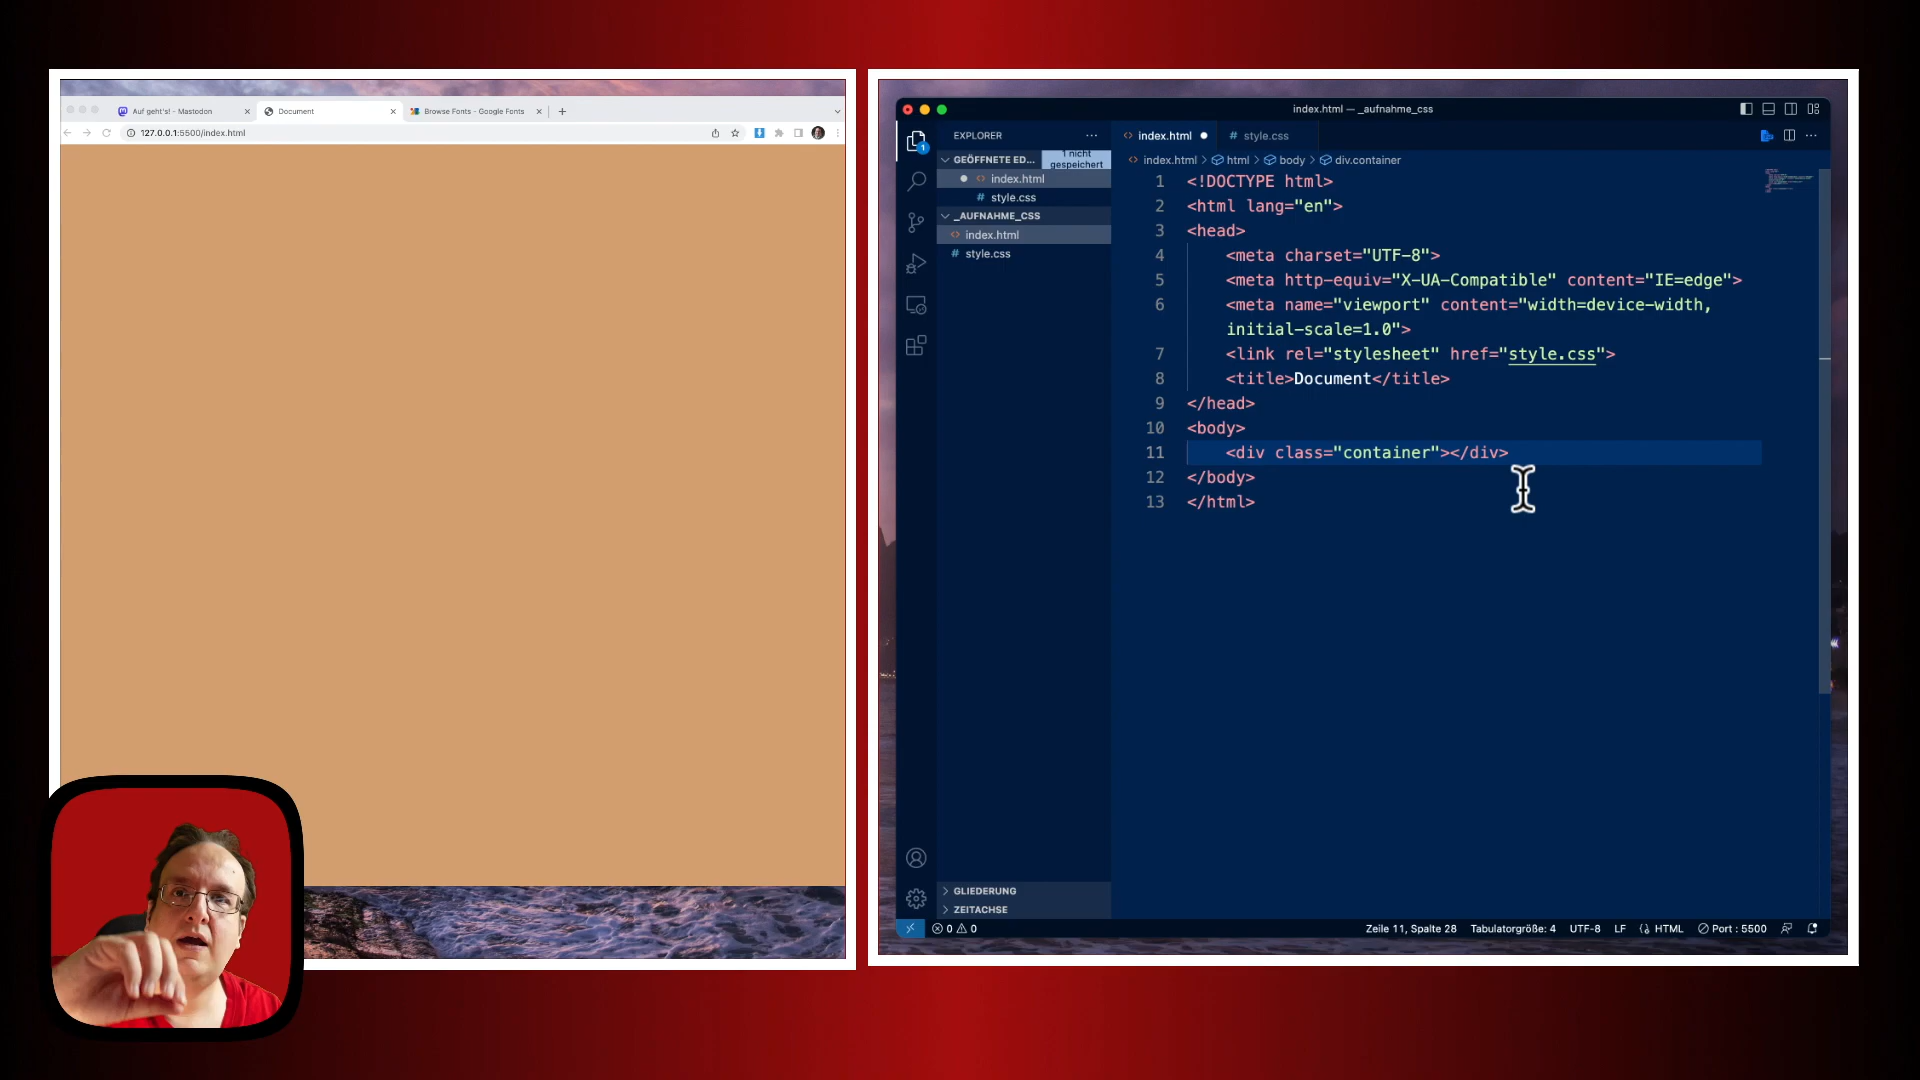 Auf geht's! - Mastodon
Document
Browse Fonts - Google Fonts
127.0.0.1:5500/index.html
index.html — _aufnahme_css
EXPLORER
GEÖFFNETE ED...
1 nicht gespeichert
index.html
style.css
_AUFNAHME_CSS
index.html
style.css
GLIEDERUNG
ZEITACHSE
index.html
style.css
index.html > html > body > div.container
1 <!DOCTYPE html>
2 <html lang="en">
3 <head>
4 <meta charset="UTF-8">
5 <meta http-equiv="X-UA-Compatible" content="IE=edge">
6 <meta name="viewport" content="width=device-width,
initial-scale=1.0">
7 <link rel="stylesheet" href="style.css">
8 <title>Document</title>
9 </head>
10 <body>
11 <div class="container"></div>
12 </body>
13 </html>
0 0
Zeile 11, Spalte 28
Tabulatorgröße: 4
UTF-8
LF
HTML
Port : 5500